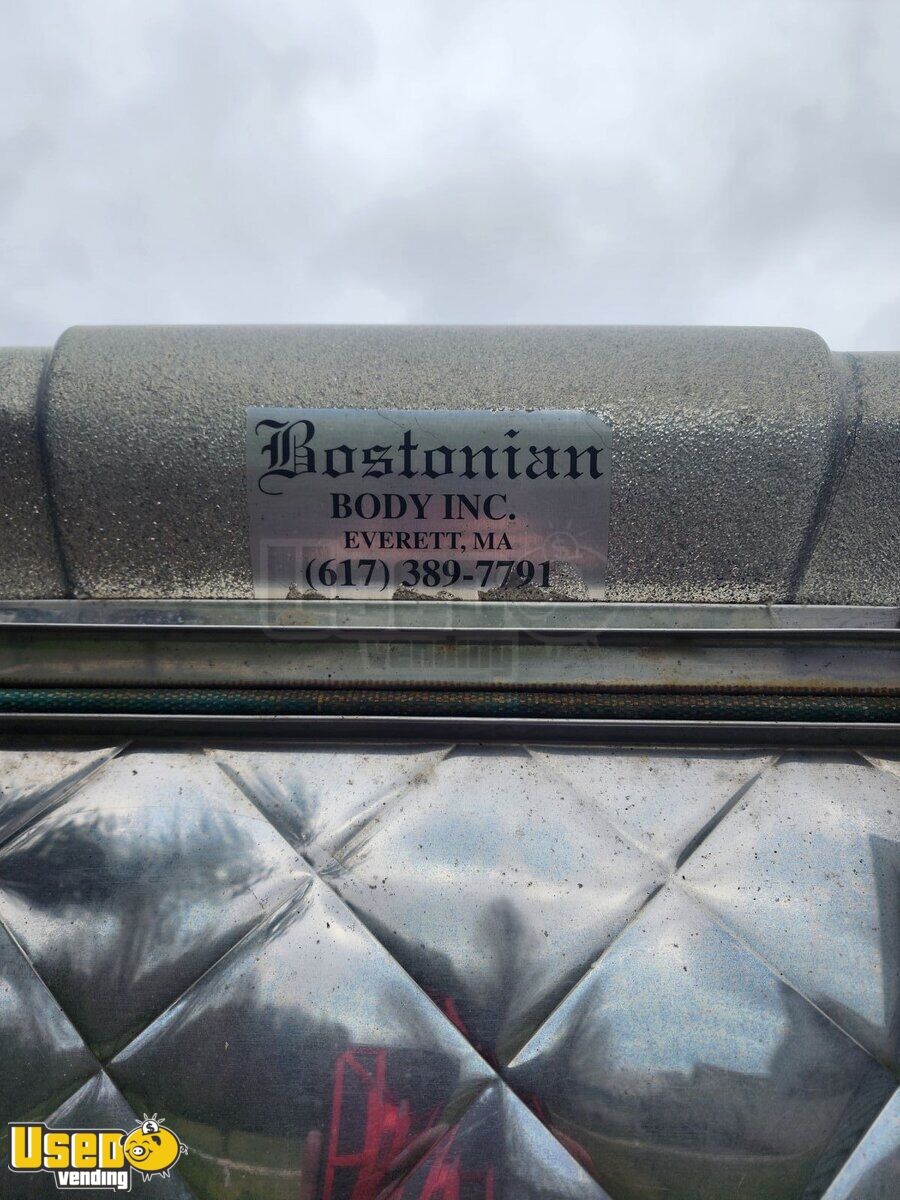 Bostonian
BODY INC.
EVERETT, MA
(617) 389-7791
USED
vending